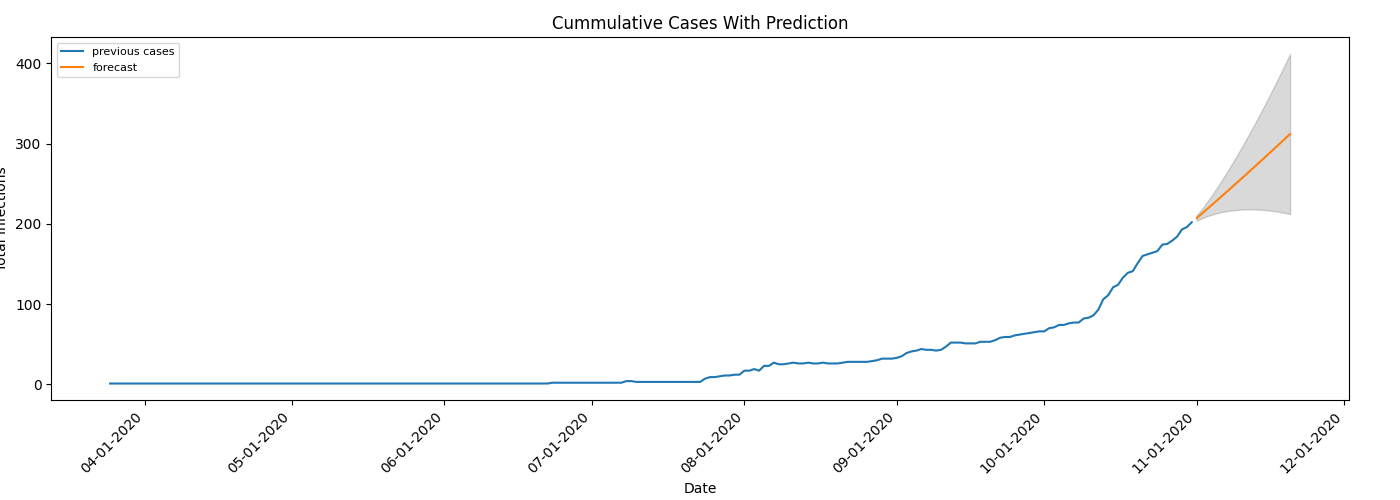 Cummulative Cases With Prediction
previous cases
forecast
400
300
200
100
0
04-01-2020
05-01-2020
06-01-2020
07-01-2020
08-01-2020
09-01-2020
10-01-2020
11-01-2020
12-01-2020
Date
Total Infections